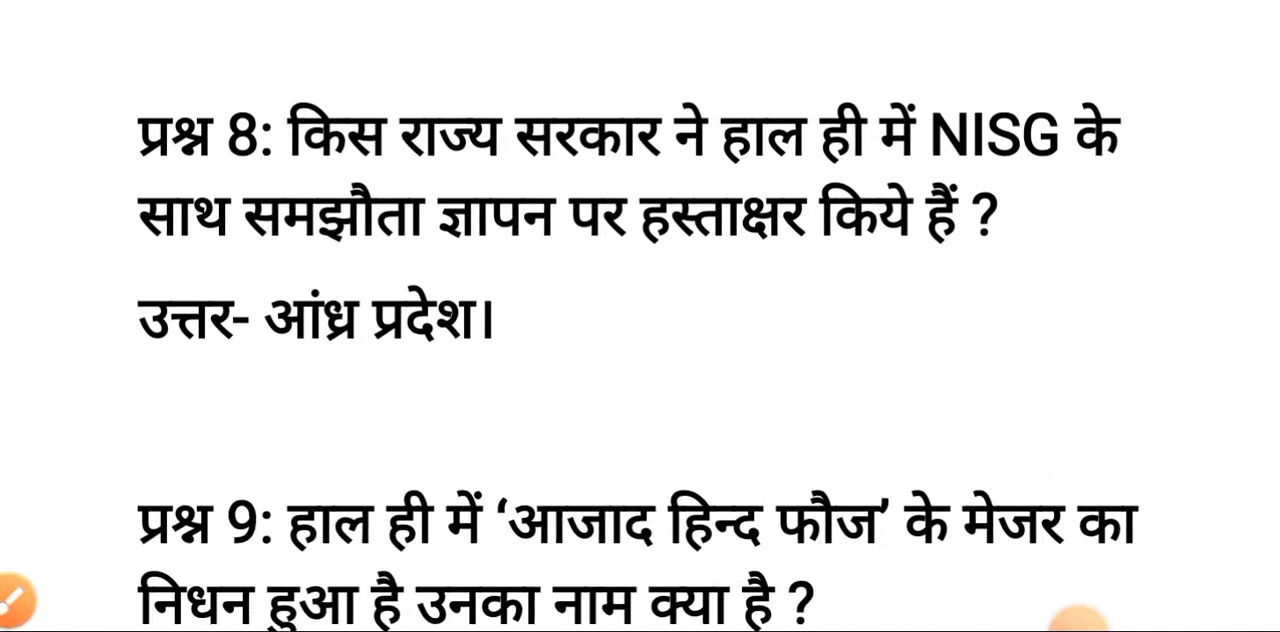 प्रश्न 8: किस राज्य सरकार ने हाल ही में NISG के
साथ समझौता ज्ञापन पर हस्ताक्षर किये हैं ?
उत्तर- आंध्र प्रदेश।
प्रश्न 9: हाल ही में ‘आजाद हिन्द फौज’ के मेजर का
निधन हुआ है उनका नाम क्या है ?